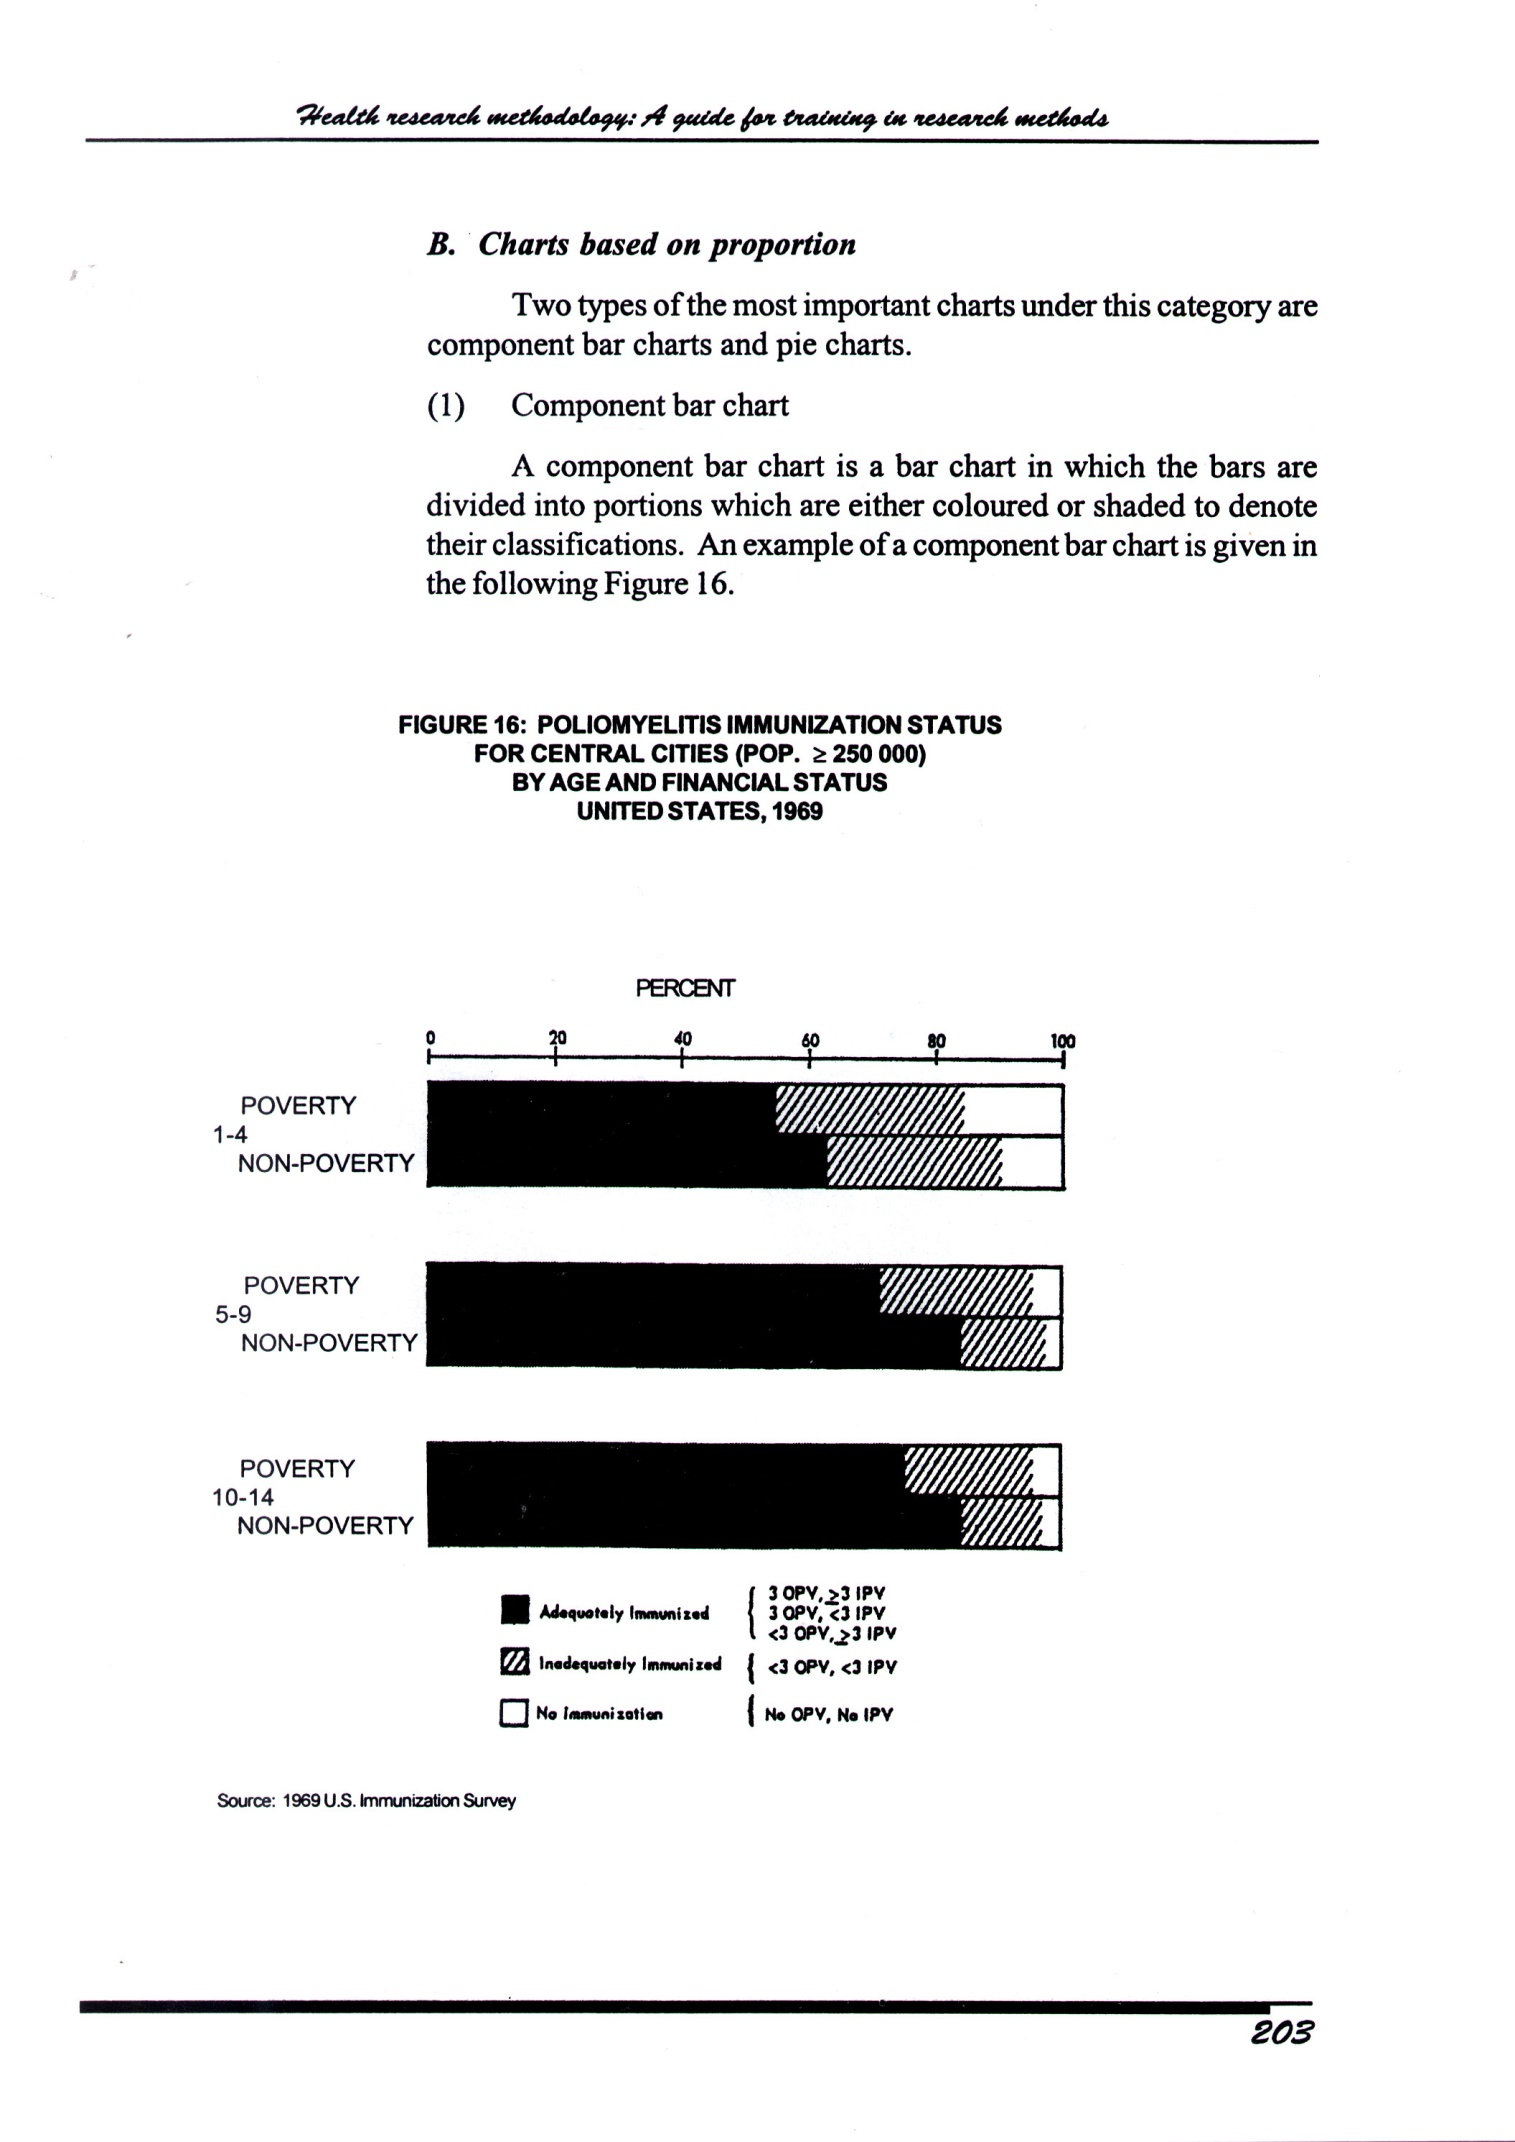 Health research methodology: A guide for training in research methods
B. Charts based on proportion
Two types of the most important charts under this category are
component bar charts and pie charts.
(1) Component bar chart
A component bar chart is a bar chart in which the bars are
divided into portions which are either coloured or shaded to denote
their classifications. An example of a component bar chart is given in
the following Figure 16.
FIGURE 16: POLIOMYELITIS IMMUNIZATION STATUS
FOR CENTRAL CITIES (POP. ≥ 250 000)
BY AGE AND FINANCIAL STATUS
UNITED STATES, 1969
PERCENT
0 20 40 60 80 100
POVERTY
1-4
NON-POVERTY
POVERTY
5-9
NON-POVERTY
POVERTY
10-14
NON-POVERTY
3 OPV, ≥3 IPV
Adequately Immunized { 3 OPV, <3 IPV
<3 OPV, ≥3 IPV
Inadequately Immunized { <3 OPV, <3 IPV
No Immunization { No OPV, No IPV
Source: 1969 U.S. Immunization Survey
203